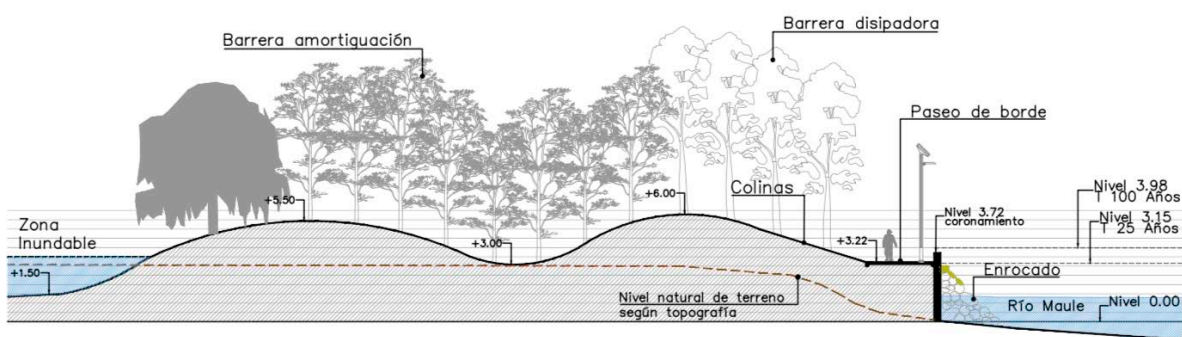 Barrera amortiguación
Barrera disipadora
Paseo de borde
Colinas
+5.50
+6.00
+3.00
+3.22
Zona
Inundable
+1.50
Nivel 3.72
coronamiento
Nivel 3.98
T 100 Años
Nivel 3.15
T 25 Años
Enrocado
Río Maule
Nivel 0.00
Nivel natural de terreno
según topografía